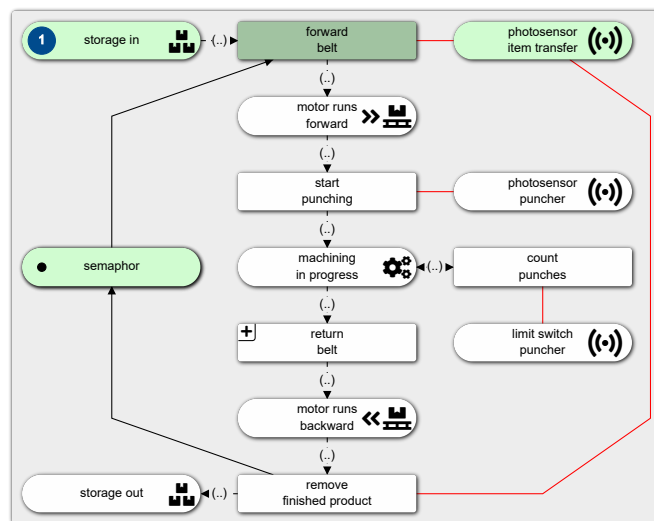 1
storage in
(..)
forward
belt
photosensor
item transfer
(..)
motor runs
forward
(..)
start
punching
photosensor
puncher
(..)
semaphor
machining
in progress
(..)
count
punches
(..)
return
belt
limit switch
puncher
(..)
motor runs
backward
(..)
storage out
(..)
remove
finished product